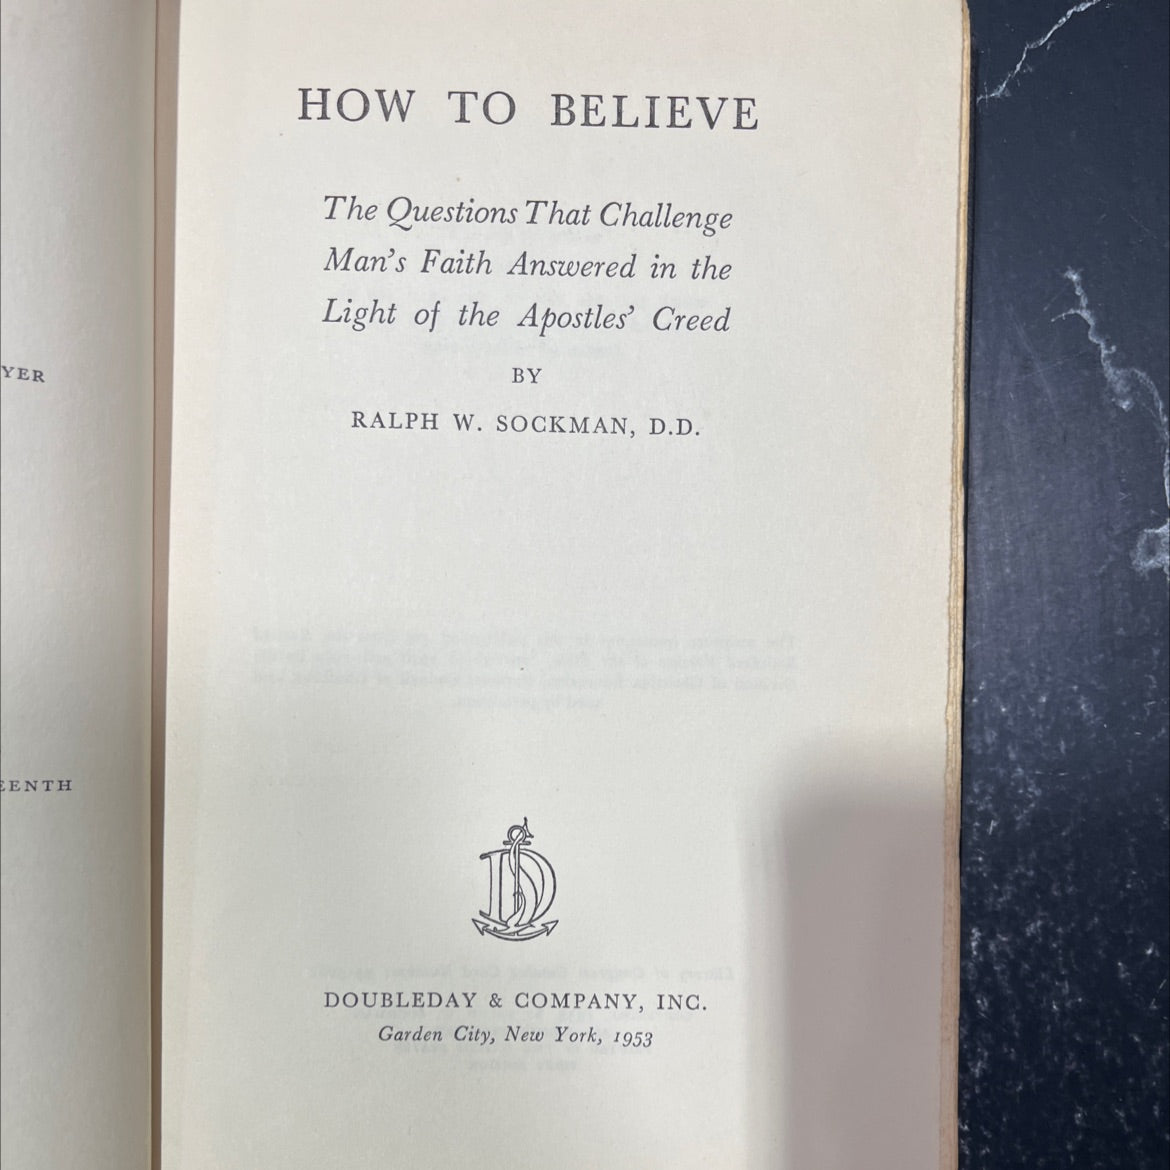 HOW TO BELIEVE
The Questions That Challenge
Man's Faith Answered in the
Light of the Apostles' Creed
BY
RALPH W. SOCKMAN, D.D.
YER
EENTH
DOUBLEDAY & COMPANY, INC.
Garden City, New York, 1953